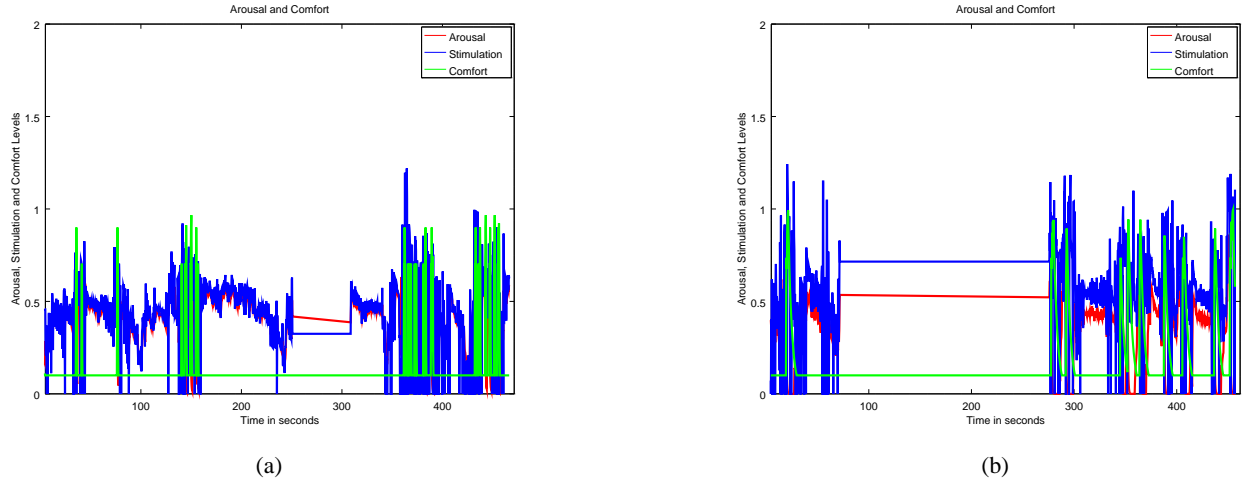 Arousal and Comfort
2
1.5
1
0.5
0
Arousal, Stimulation and Comfort Levels
Arousal
Stimulation
Comfort
100 200 300 400
Time in seconds
(a)
Arousal and Comfort
2
1.5
1
0.5
0
Arousal, Stimulation and Comfort Levels
Arousal
Stimulation
Comfort
100 200 300 400
Time in seconds
(b)